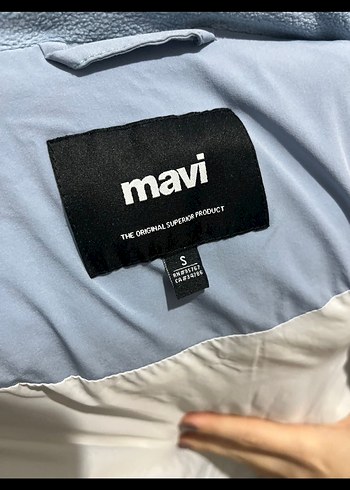 mavi
THE ORIGINAL SUPERIOR PRODUCT
S